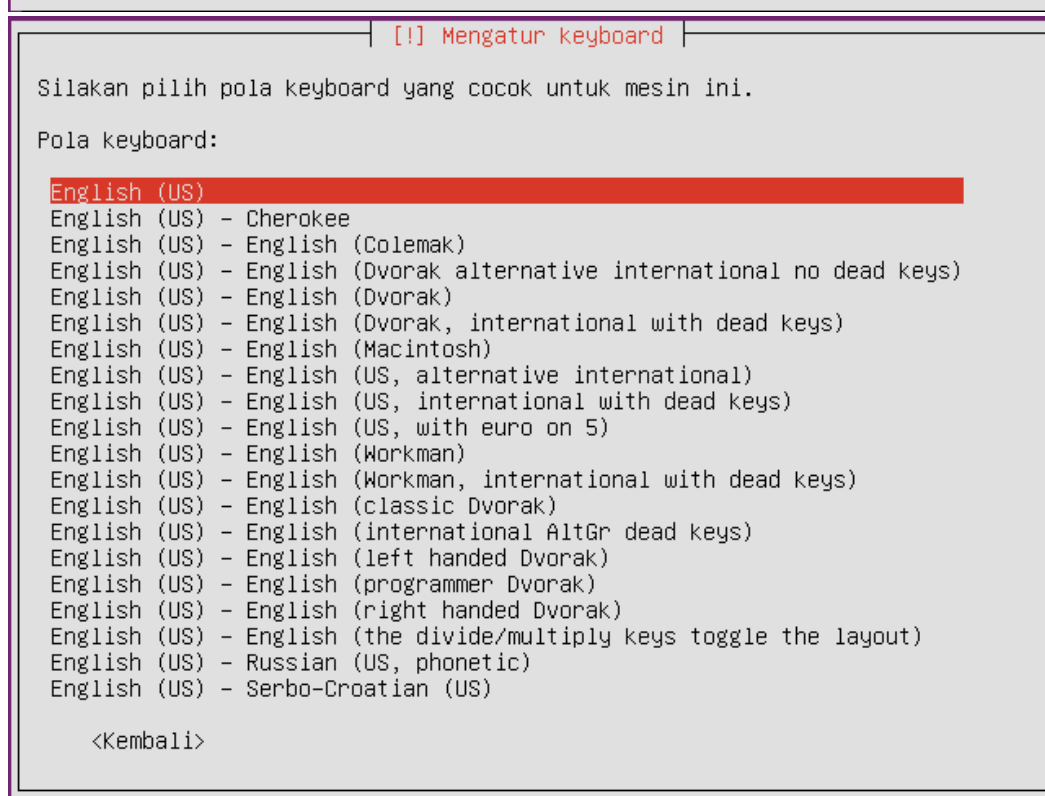 [!] Mengatur keyboard
Silakan pilih pola keyboard yang cocok untuk mesin ini.
Pola keyboard:
English (US)
English (US) - Cherokee
English (US) - English (Colemak)
English (US) - English (Dvorak alternative international no dead keys)
English (US) - English (Dvorak)
English (US) - English (Dvorak, international with dead keys)
English (US) - English (Macintosh)
English (US) - English (US, alternative international)
English (US) - English (US, international with dead keys)
English (US) - English (US, with euro on 5)
English (US) - English (Workman)
English (US) - English (Workman, international with dead keys)
English (US) - English (classic Dvorak)
English (US) - English (international AltGr dead keys)
English (US) - English (left handed Dvorak)
English (US) - English (programmer Dvorak)
English (US) - English (right handed Dvorak)
English (US) - English (the divide/multiply keys toggle the layout)
English (US) - Russian (US, phonetic)
English (US) - Serbo-Croatian (US)
<Kembali>